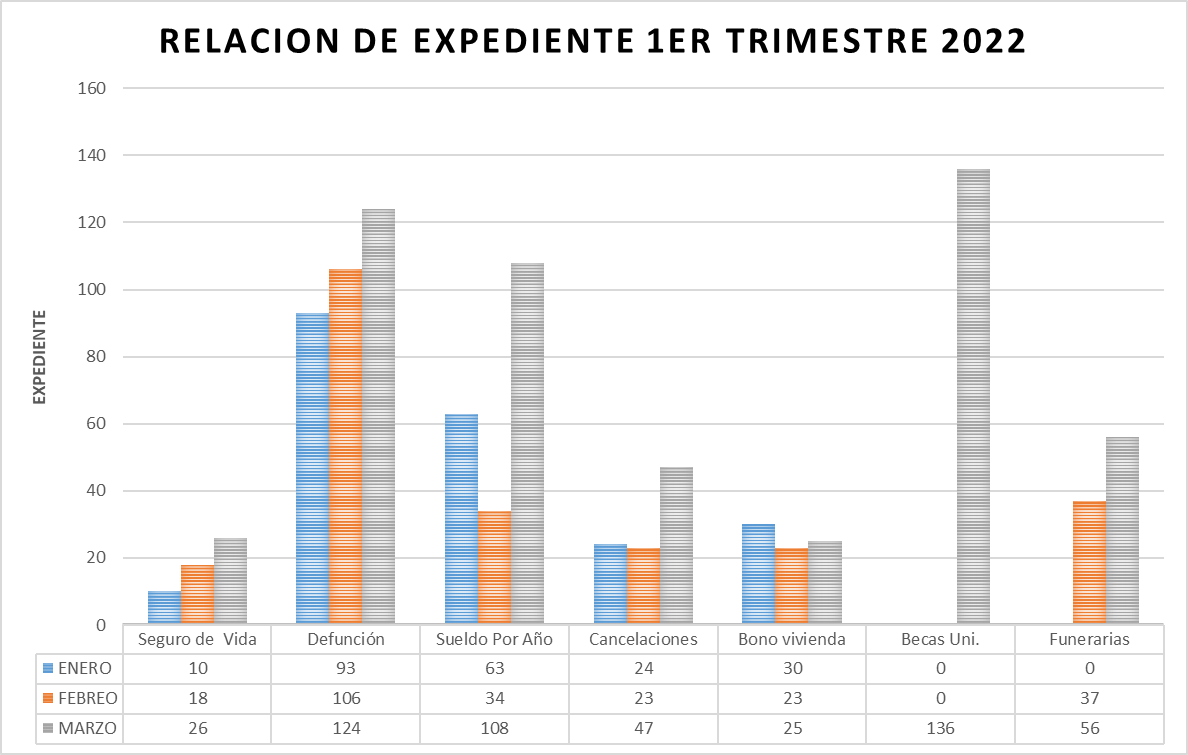 RELACION DE EXPEDIENTE 1ER TRIMESTRE 2022
160
140
120
100
80
60
40
20
0
EXPEDIENTE
Seguro de Vida Defunción Sueldo Por Año Cancelaciones Bono vivienda Becas Uni. Funerarias
ENERO 10 93 63 24 30 0 0
FEBREO 18 106 34 23 23 0 37
MARZO 26 124 108 47 25 136 56